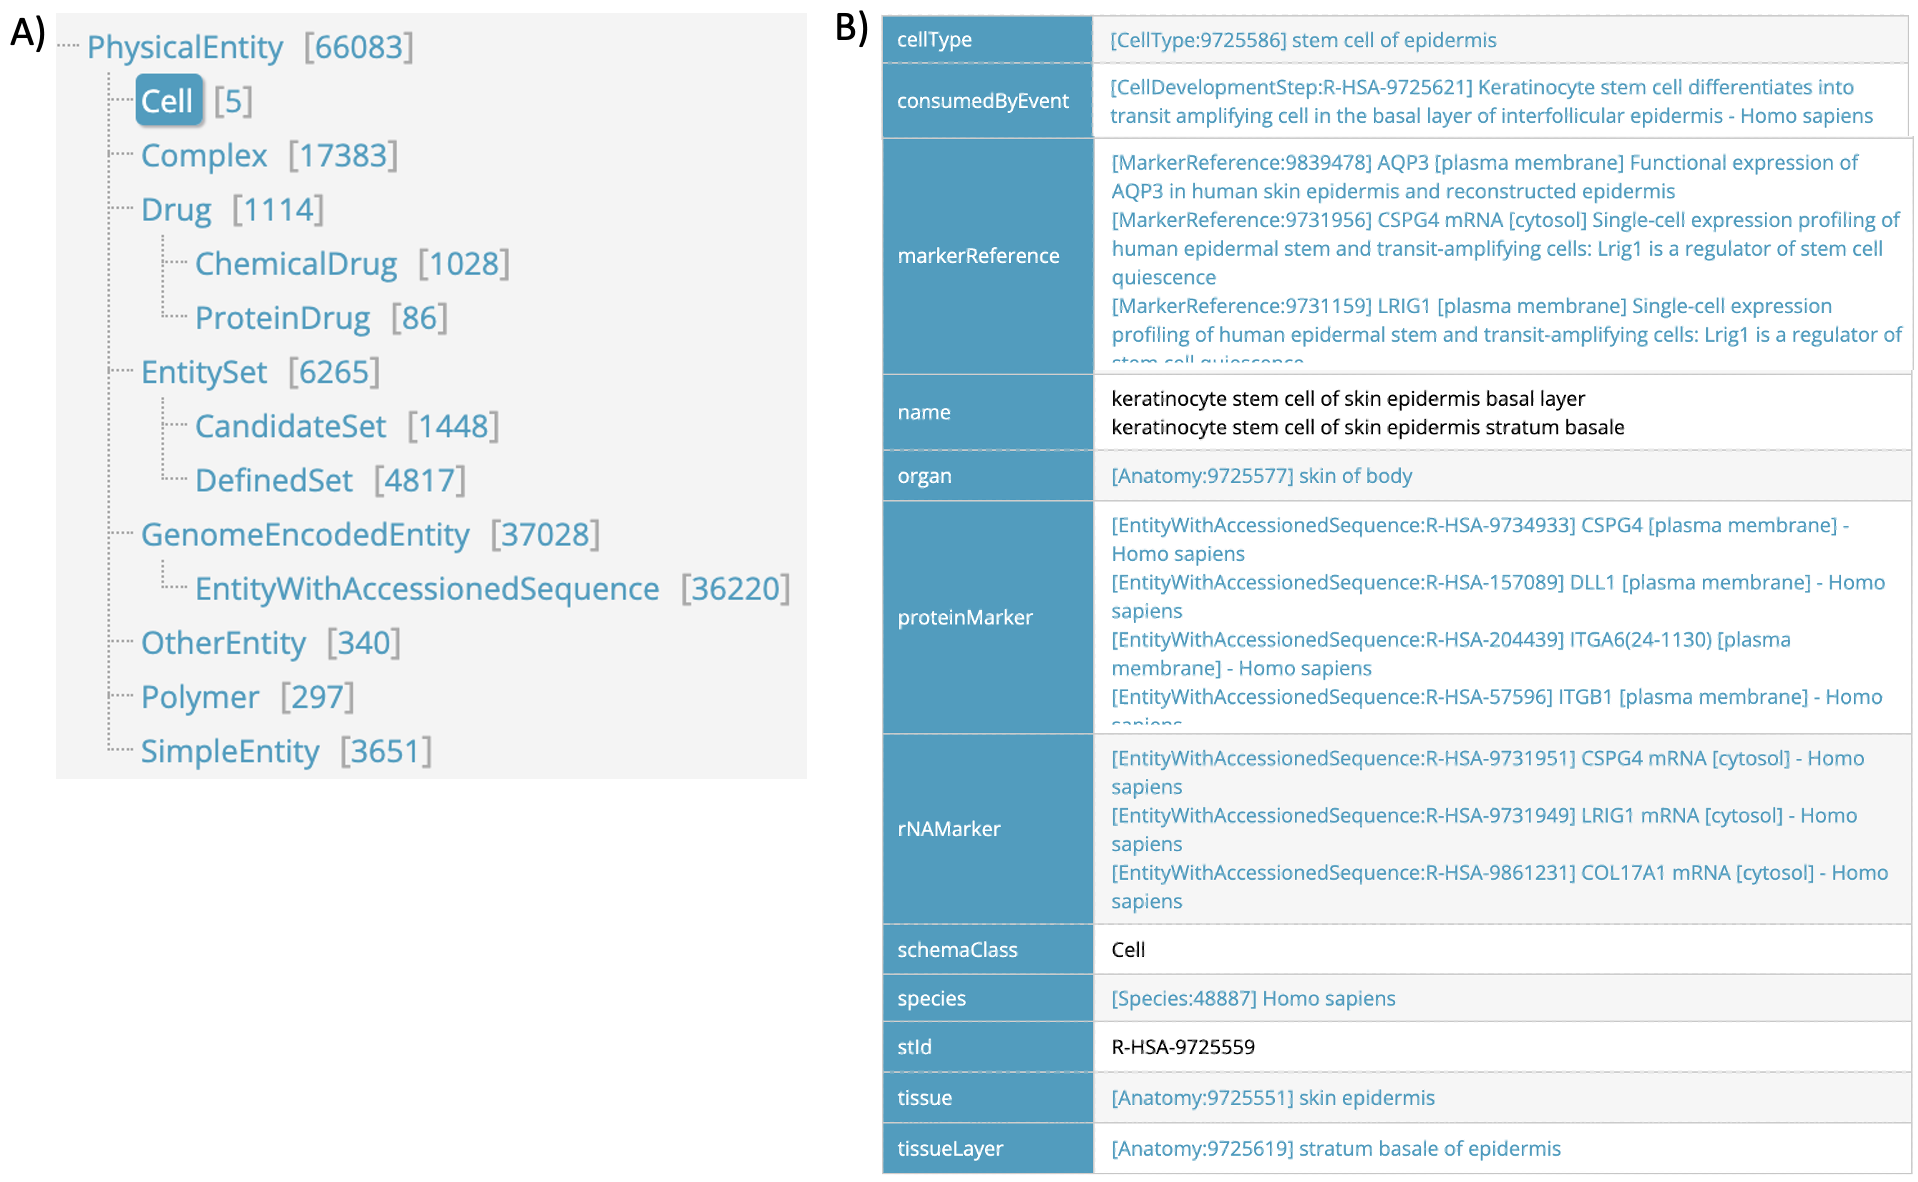 A)
PhysicalEntity [66083]
Cell [5]
Complex [17383]
Drug [1114]
ChemicalDrug [1028]
ProteinDrug [86]
EntitySet [6265]
CandidateSet [1448]
DefinedSet [4817]
GenomeEncodedEntity [37028]
EntityWithAccessionedSequence [36220]
OtherEntity [340]
Polymer [297]
SimpleEntity [3651]
B)
cellType
[CellType:9725586] stem cell of epidermis
consumedByEvent
[CellDevelopmentStep:R-HSA-9725621] Keratinocyte stem cell differentiates into
transit amplifying cell in the basal layer of interfollicular epidermis - Homo sapiens
markerReference
[MarkerReference:9839478] AQP3 [plasma membrane] Functional expression of
AQP3 in human skin epidermis and reconstructed epidermis
[MarkerReference:9731956] CSPG4 mRNA [cytosol] Single-cell expression profiling of
human epidermal stem and transit-amplifying cells: Lrig1 is a regulator of stem cell
quiescence
[MarkerReference:9731159] LRIG1 [plasma membrane] Single-cell expression
profiling of human epidermal stem and transit-amplifying cells: Lrig1 is a regulator of
stem cell quiescence
name
keratinocyte stem cell of skin epidermis basal layer
keratinocyte stem cell of skin epidermis stratum basale
organ
[Anatomy:9725577] skin of body
proteinMarker
[EntityWithAccessionedSequence:R-HSA-9734933] CSPG4 [plasma membrane] -
Homo sapiens
[EntityWithAccessionedSequence:R-HSA-157089] DLL1 [plasma membrane] - Homo
sapiens
[EntityWithAccessionedSequence:R-HSA-204439] ITGA6(24-1130) [plasma
membrane] - Homo sapiens
[EntityWithAccessionedSequence:R-HSA-57596] ITGB1 [plasma membrane] - Homo
sapiens
rNAMarker
[EntityWithAccessionedSequence:R-HSA-9731951] CSPG4 mRNA [cytosol] - Homo
sapiens
[EntityWithAccessionedSequence:R-HSA-9731949] LRIG1 mRNA [cytosol] - Homo
sapiens
[EntityWithAccessionedSequence:R-HSA-9861231] COL17A1 mRNA [cytosol] - Homo
sapiens
schemaClass
Cell
species
[Species:48887] Homo sapiens
stId
R-HSA-9725559
tissue
[Anatomy:9725551] skin epidermis
tissueLayer
[Anatomy:9725619] stratum basale of epidermis